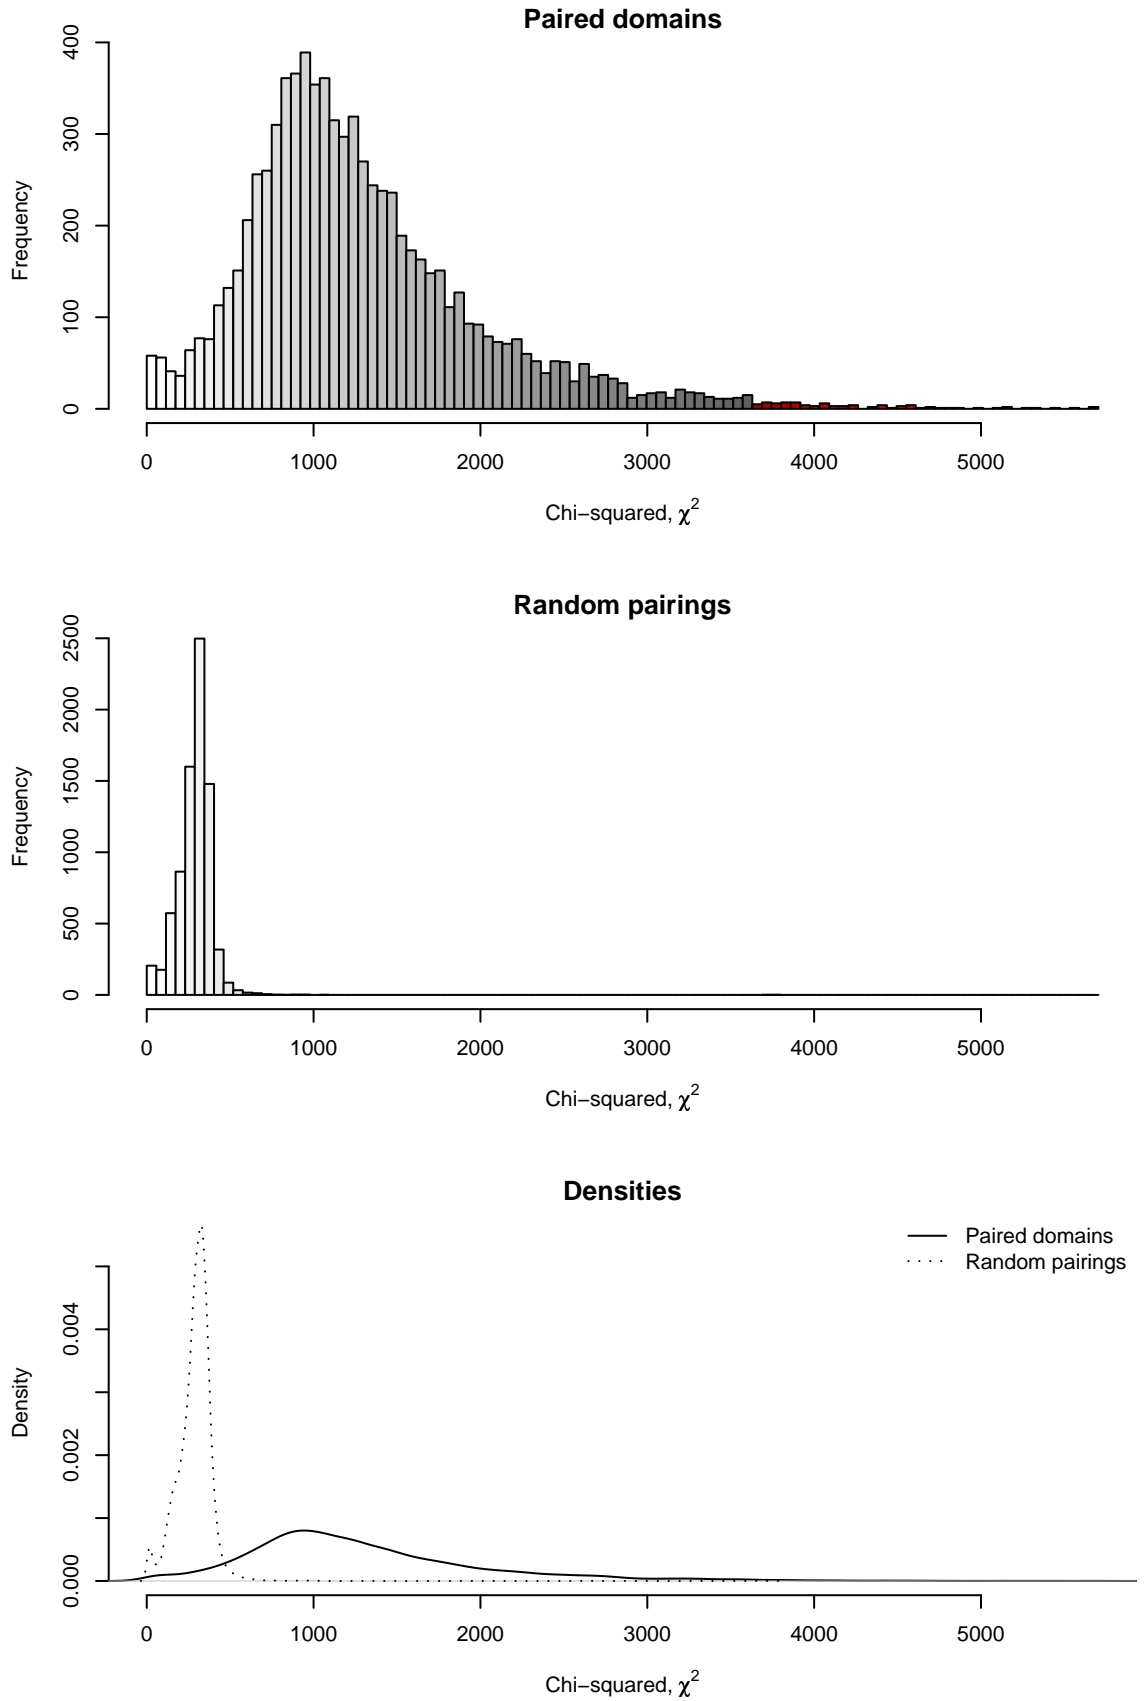 Paired domains
Frequency
0
100
200
300
400
0 1000 2000 3000 4000 5000
Chi−squared, χ²
Random pairings
Frequency
0
500
1000
1500
2000
2500
0 1000 2000 3000 4000 5000
Chi−squared, χ²
Densities
Paired domains
Random pairings
Density
0.000
0.002
0.004
0 1000 2000 3000 4000 5000
Chi−squared, χ²